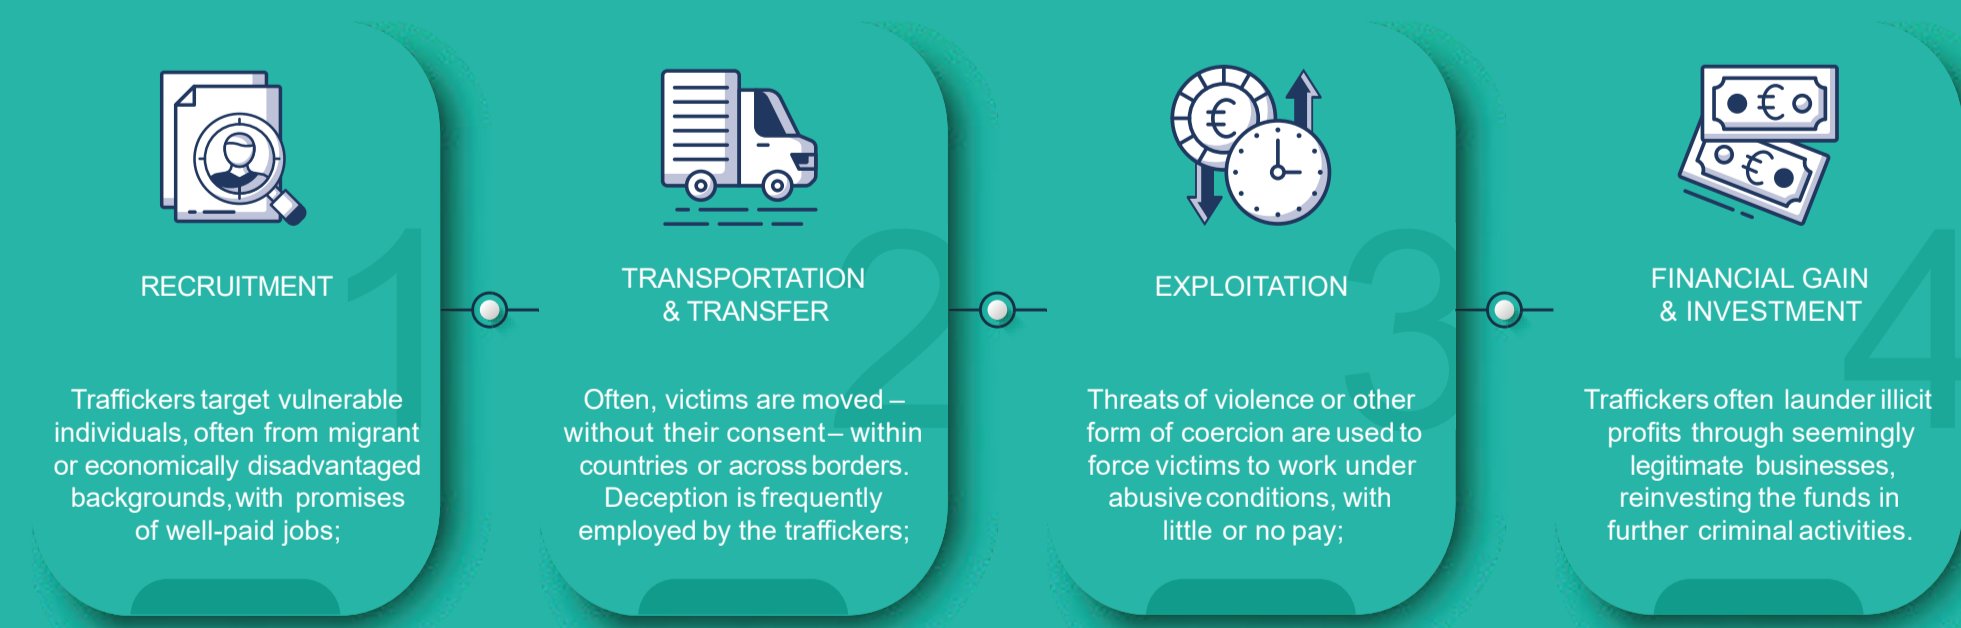 1
RECRUITMENT
Traffickers target vulnerable
individuals, often from migrant
or economically disadvantaged
backgrounds, with promises
of well-paid jobs;
2
TRANSPORTATION
& TRANSFER
Often, victims are moved –
without their consent – within
countries or across borders.
Deception is frequently
employed by the traffickers;
€
3
EXPLOITATION
Threats of violence or other
form of coercion are used to
force victims to work under
abusive conditions, with
little or no pay;
€
€
4
FINANCIAL GAIN
& INVESTMENT
Traffickers often launder illicit
profits through seemingly
legitimate businesses,
reinvesting the funds in
further criminal activities.